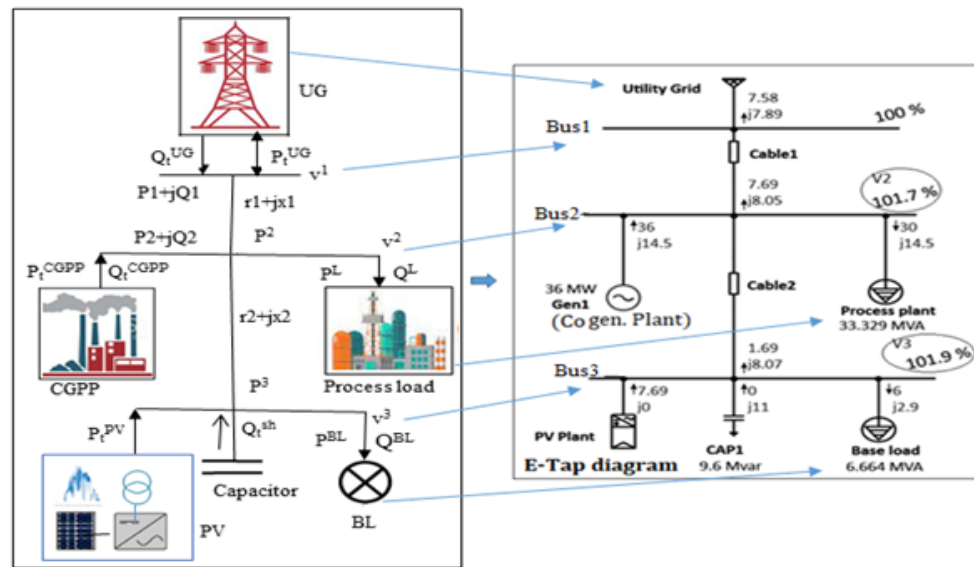 UG
Qt^UG
Pt^UG
v^1
P1+jQ1
r1+jx1
P2+jQ2
P^2
v^2
Pt^CGPP
Qt^CGPP
P^L
Q^L
r2+jx2
CGPP
Process load
P^3
v^3
Pt^PV
Qt^sh
P^BL
Q^BL
Capacitor
PV
BL
Utility Grid
7.58
j7.89
Bus1
100 %
Cable1
7.69
j8.05
V2
101.7 %
Bus2
36
j14.5
30
j14.5
36 MW
Gen1
(Co gen. Plant)
Cable2
Process plant
33.329 MVA
1.69
j8.07
V3
101.9 %
Bus3
7.69
j0
0
j11
6
j2.9
PV Plant
CAP1
9.6 Mvar
Base load
6.664 MVA
E-Tap diagram